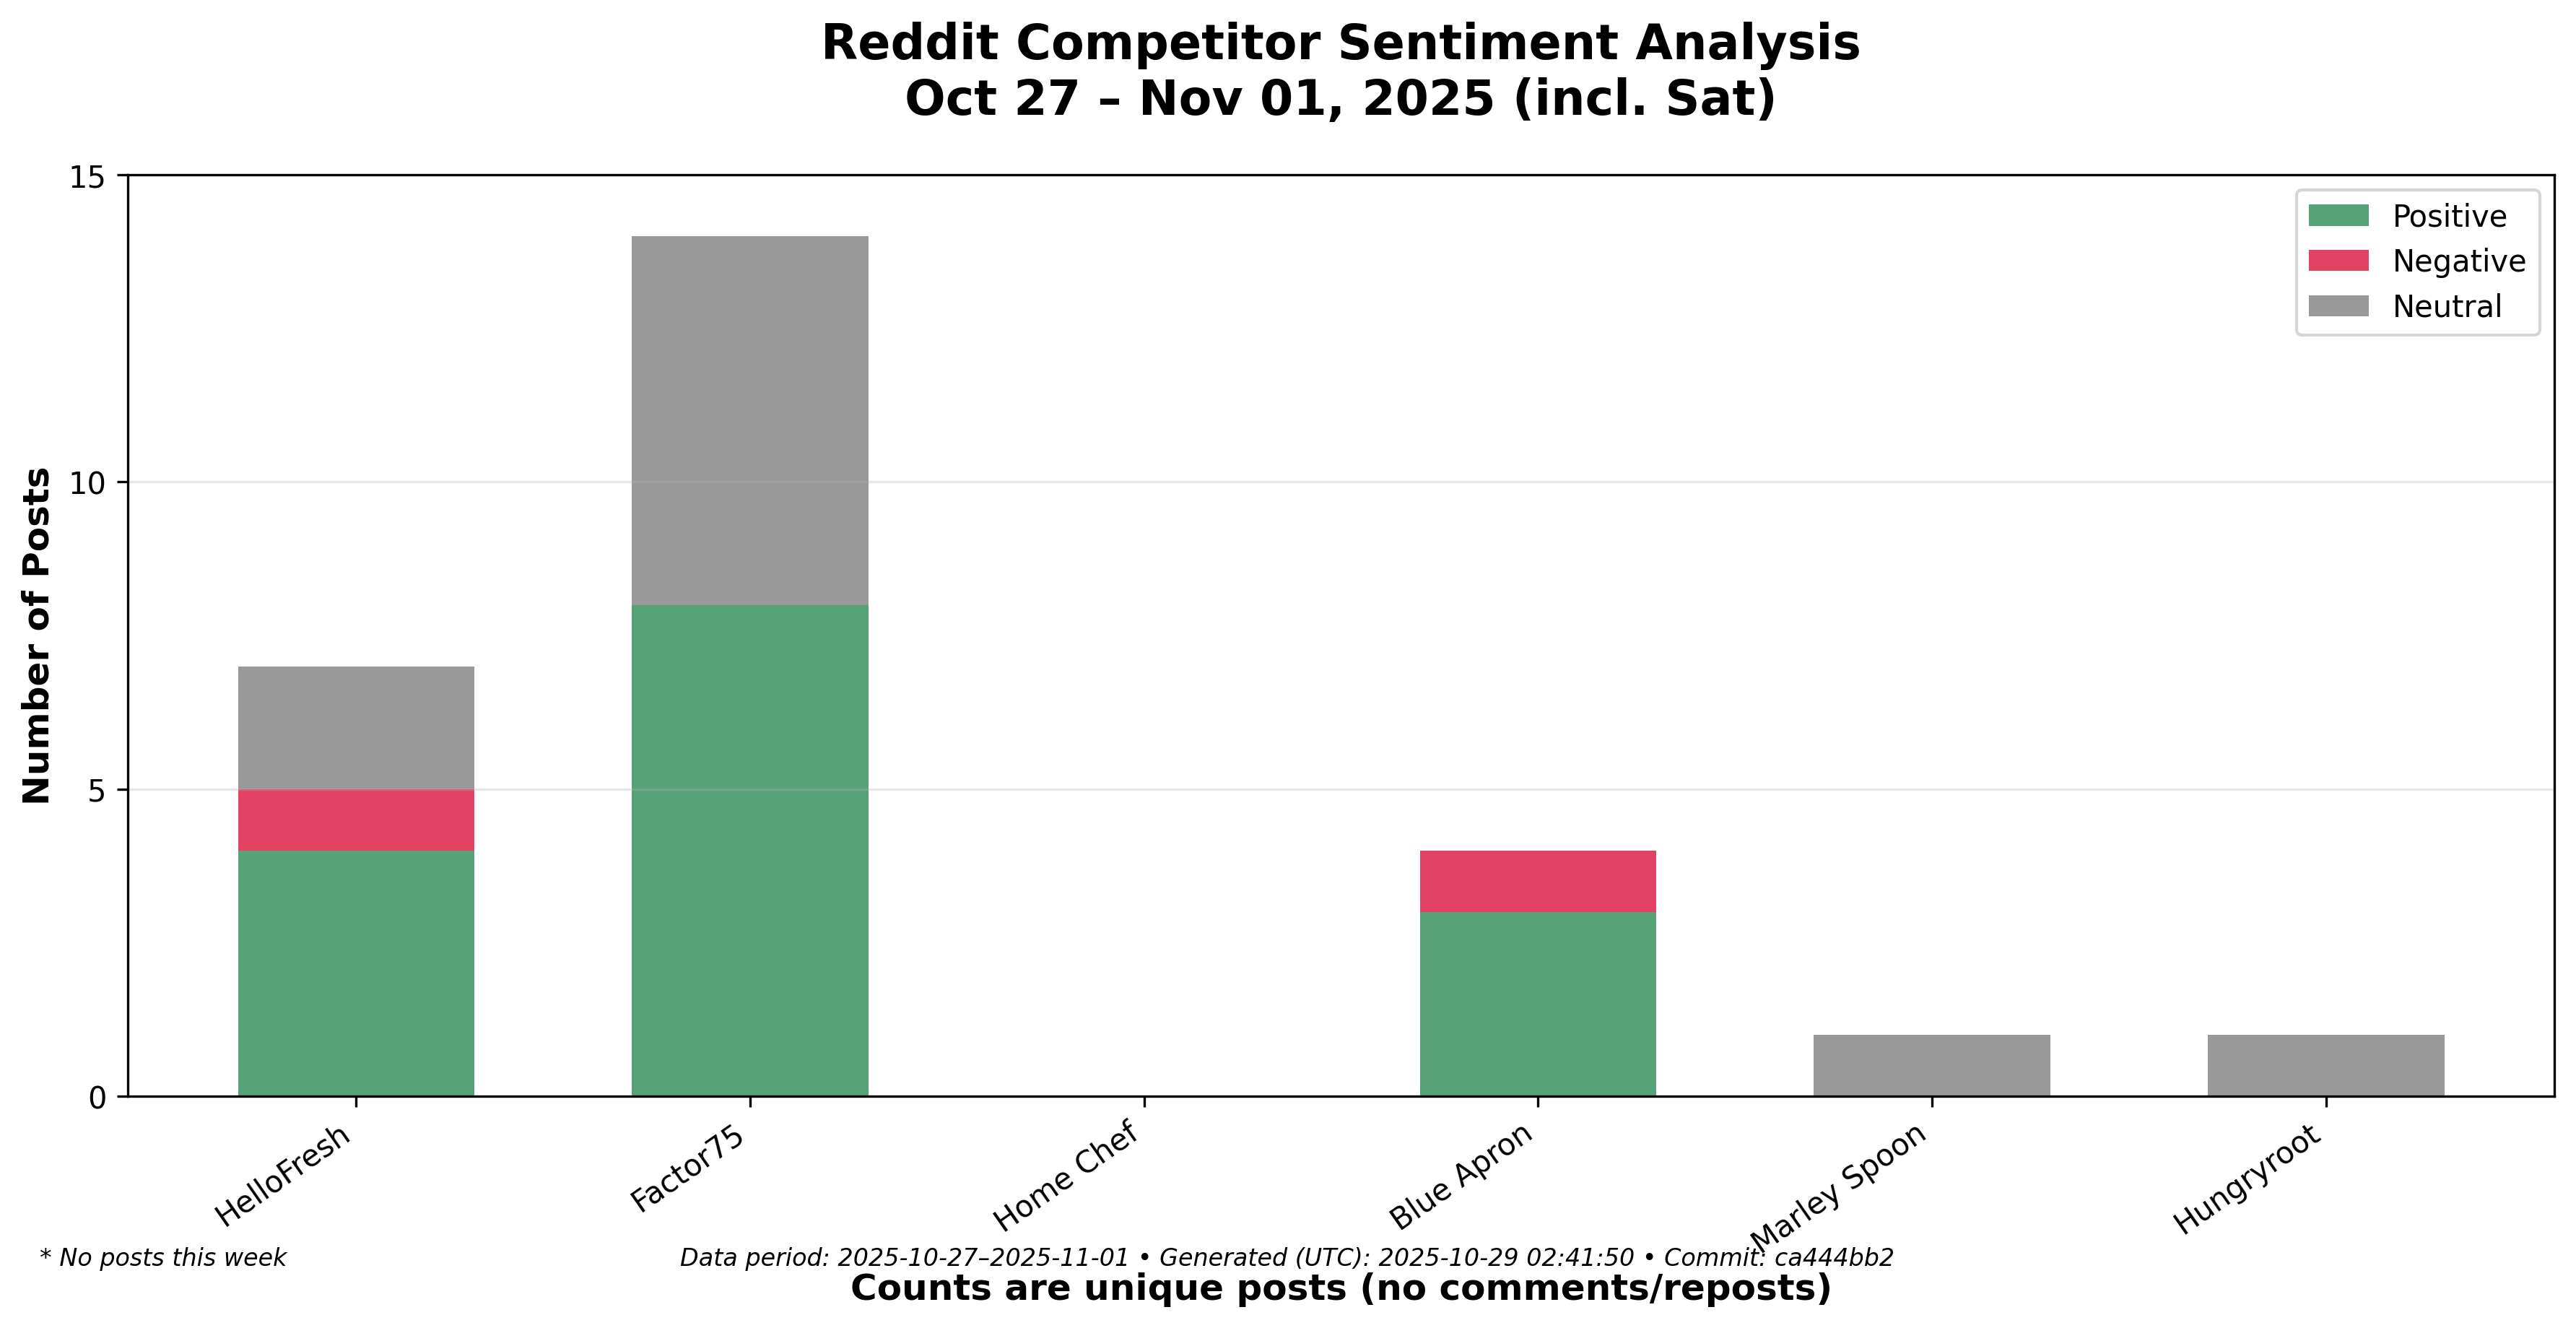 Reddit Competitor Sentiment Analysis
Oct 27 – Nov 01, 2025 (incl. Sat)
Number of Posts
15
10
5
0
Positive
Negative
Neutral
HelloFresh
Factor75
Home Chef
Blue Apron
Marley Spoon
Hungryroot
* No posts this week
Data period: 2025-10-27–2025-11-01 • Generated (UTC): 2025-10-29 02:41:50 • Commit: ca444bb2
Counts are unique posts (no comments/reposts)